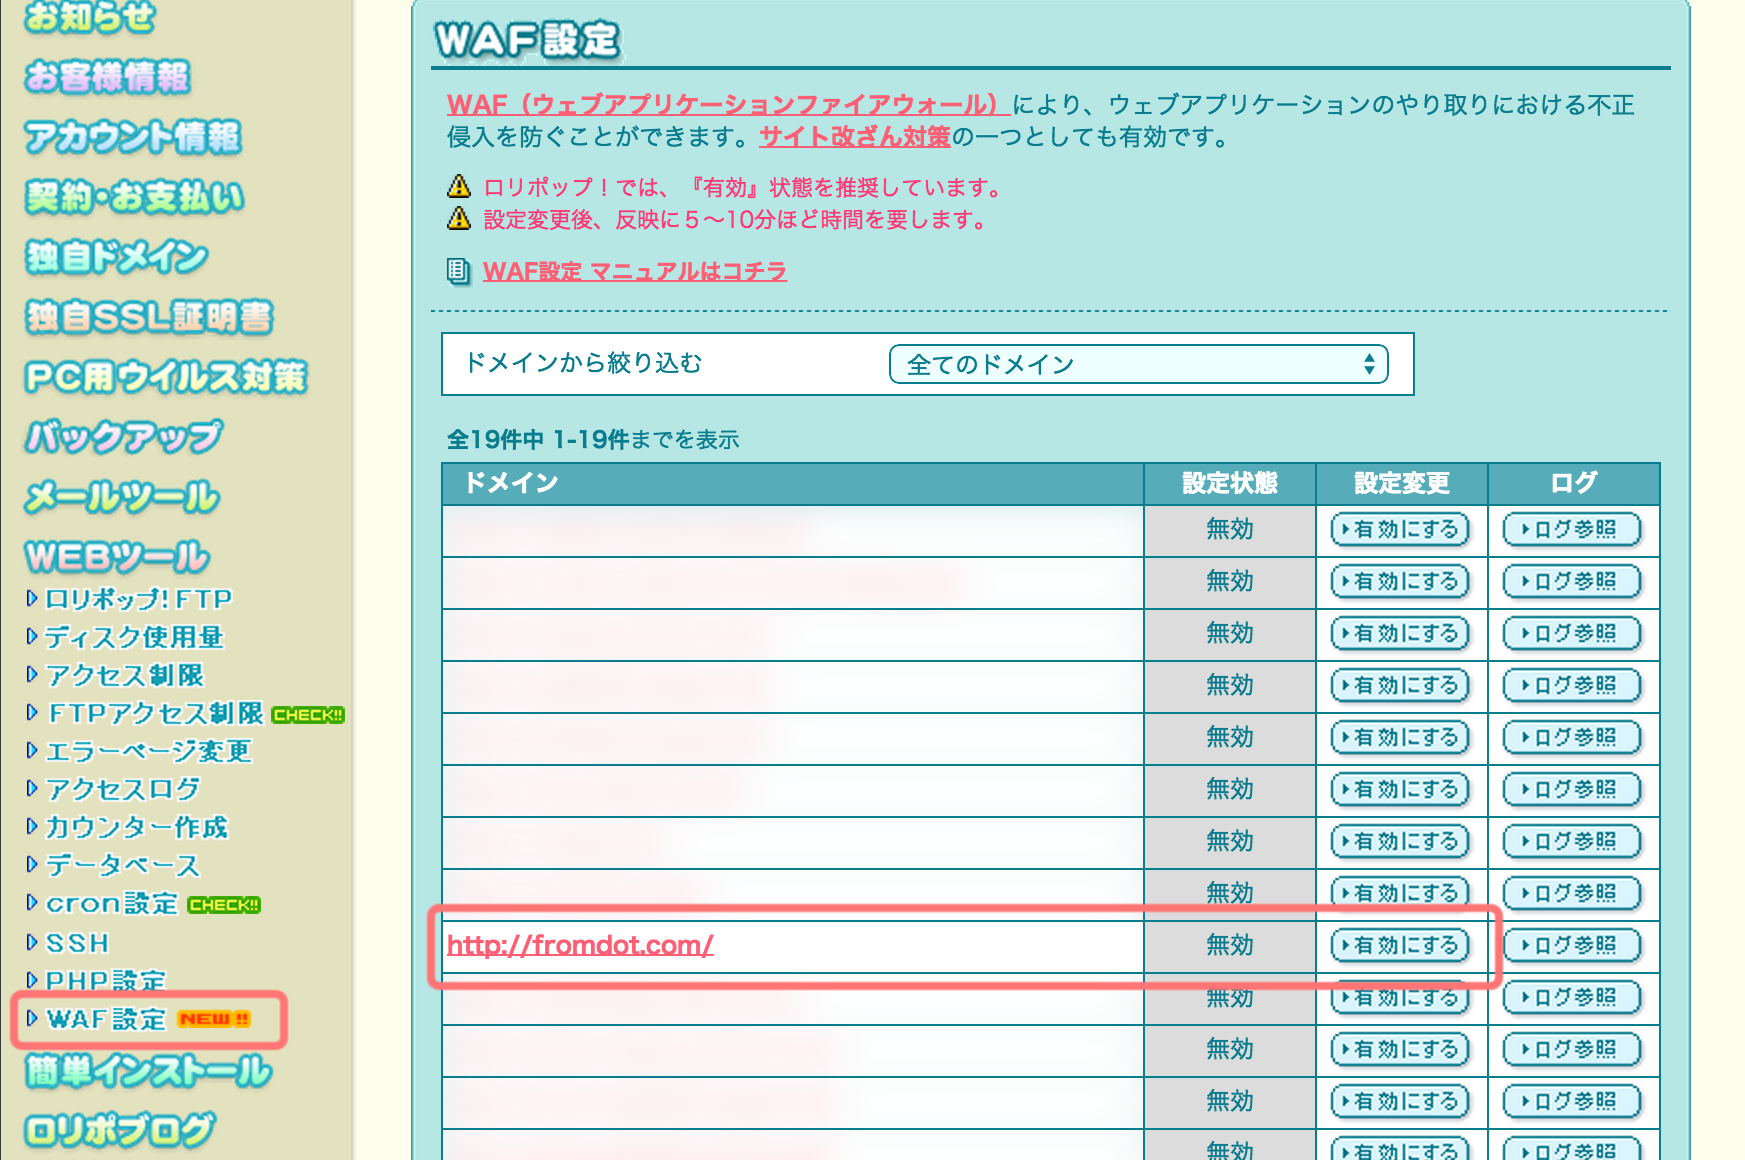 お知らせ
お客様情報
アカウント情報
契約・お支払い
独自ドメイン
独自SSL証明書
PC用ウイルス対策
バックアップ
メールツール
WEBツール
ロリポップ!FTP
ディスク使用量
アクセス制限
FTPアクセス制限 CHECK!!
エラーページ変更
アクセスログ
カウンター作成
データベース
cron設定 CHECK!!
SSH
PHP設定
WAF設定 NEW!!
簡単インストール
ロリポブログ
WAF設定
WAF（ウェブアプリケーションファイアウォール）により、ウェブアプリケーションのやり取りにおける不正
侵入を防ぐことができます。サイト改ざん対策の一つとしても有効です。
ロリポップ！では、『有効』状態を推奨しています。
設定変更後、反映に５〜10分ほど時間を要します。
WAF設定 マニュアルはコチラ
ドメインから絞り込む 全てのドメイン
全19件中 1-19件までを表示
ドメイン 設定状態 設定変更 ログ
無効 有効にする ログ参照
無効 有効にする ログ参照
無効 有効にする ログ参照
無効 有効にする ログ参照
無効 有効にする ログ参照
無効 有効にする ログ参照
無効 有効にする ログ参照
無効 有効にする ログ参照
http://fromdot.com/ 無効 有効にする ログ参照
無効 有効にする ログ参照
無効 有効にする ログ参照
無効 有効にする ログ参照
無効 有効にする ログ参照